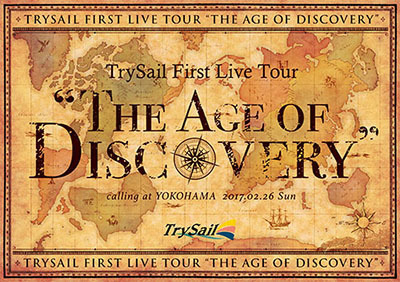 TRYSAIL FIRST LIVE TOUR "THE AGE OF DISCOVERY"
TrySail First Live Tour
"THE AGE OF
DISCOVERY"
calling at YOKOHAMA 2017.02.26 Sun
TrySail
TRYSAIL FIRST LIVE TOUR "THE AGE OF DISCOVERY"